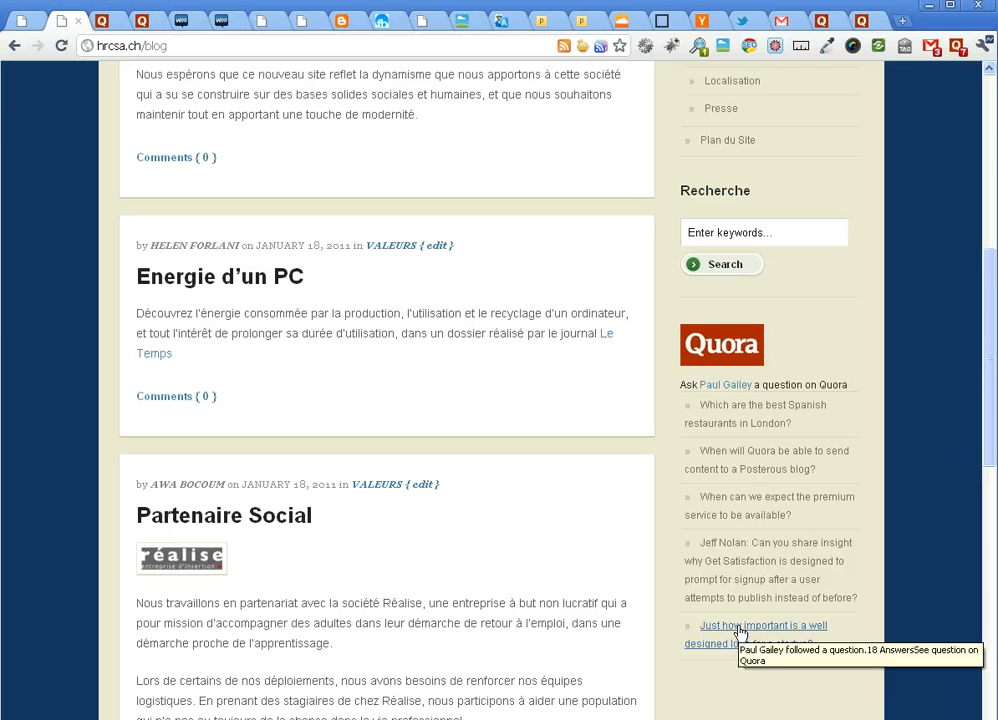 hrcsa.ch/blog
Nous espérons que ce nouveau site reflet la dynamisme que nous apportons à cette société
qui a su se construire sur des bases solides sociales et humaines, et que nous souhaitons
maintenir tout en apportant une touche de modernité.
Comments { 0 }
by HELEN FORLANI on JANUARY 18, 2011 in VALEURS { edit }
Energie d'un PC
Découvrez l'énergie consommée par la production, l'utilisation et le recyclage d'un ordinateur,
et tout l'intérêt de prolonger sa durée d'utilisation, dans un dossier réalisé par le journal Le
Temps
Comments { 0 }
by AWA BOCOUM on JANUARY 18, 2011 in VALEURS { edit }
Partenaire Social
réalise
entreprise d'insertion
Nous travaillons en partenariat avec la société Réalise, une entreprise à but non lucratif qui a
pour mission d'accompagner des adultes dans leur démarche de retour à l'emploi, dans une
démarche proche de l'apprentissage.
Lors de certains de nos déploiements, nous avons besoins de renforcer nos équipes
logistiques. En prenant des stagiaires de chez Réalise, nous participons à aider une population
» Localisation
» Presse
» Plan du Site
Recherche
Enter keywords...
Search
Quora
Ask Paul Gailey a question on Quora
» Which are the best Spanish
restaurants in London?
» When will Quora be able to send
content to a Posterous blog?
» When can we expect the premium
service to be available?
» Jeff Nolan: Can you share insight
why Get Satisfaction is designed to
prompt for signup after a user
attempts to publish instead of before?
» Just how important is a well
designed
Paul Gailey followed a question.18 AnswersSee question on
Quora